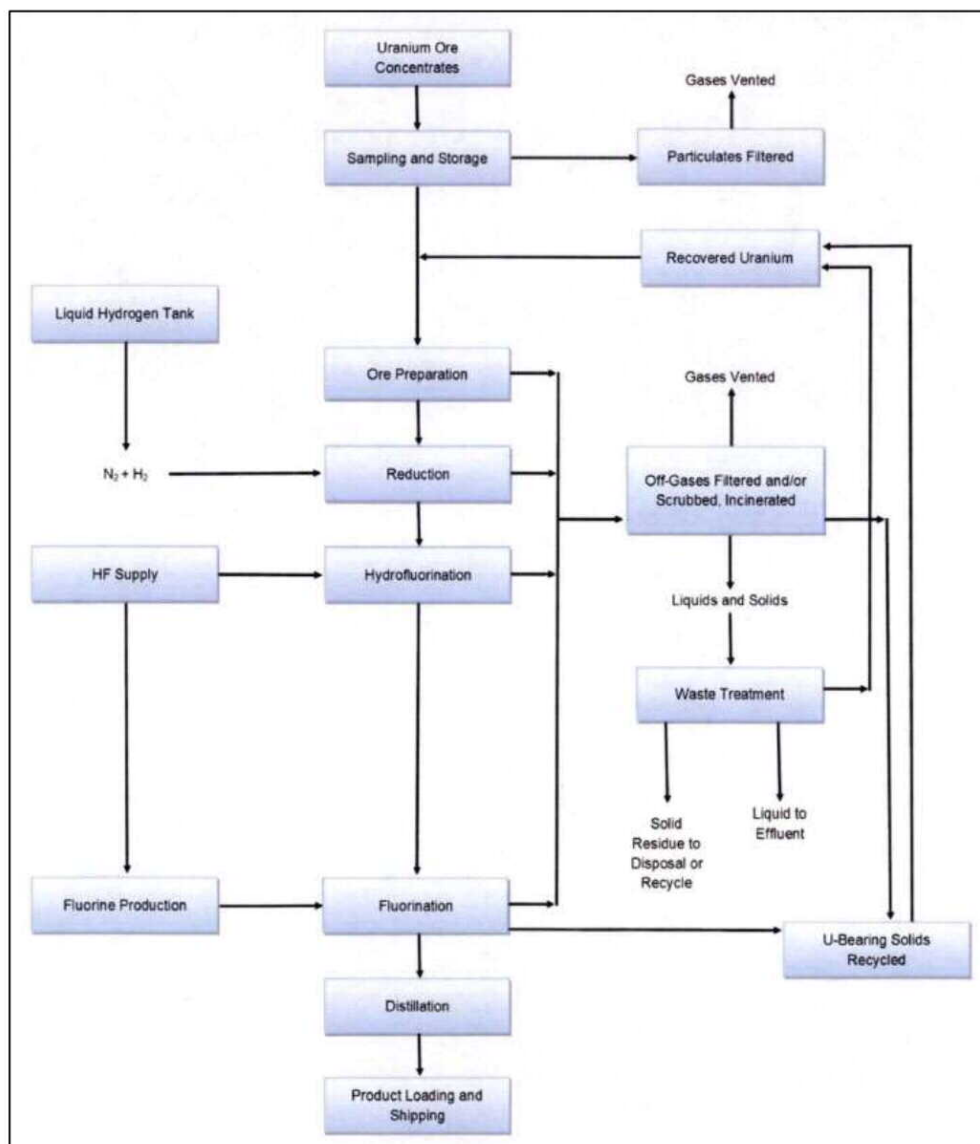 Uranium Ore
Concentrates
Gases Vented
Sampling and Storage
Particulates Filtered
Recovered Uranium
Liquid Hydrogen Tank
Ore Preparation
Gases Vented
N₂ + H₂
Reduction
Off-Gases Filtered and/or
Scrubbed, Incinerated
HF Supply
Hydrofluorination
Liquids and Solids
Waste Treatment
Solid
Residue to
Disposal or
Recycle
Liquid to
Effluent
Fluorine Production
Fluorination
U-Bearing Solids
Recycled
Distillation
Product Loading and
Shipping